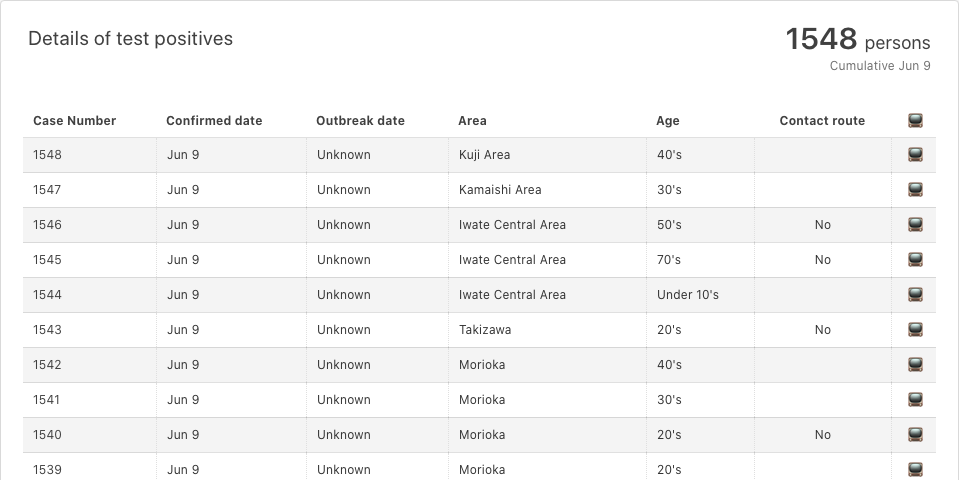 Details of test positives
1548 persons
Cumulative Jun 9
Case Number Confirmed date Outbreak date Area Age Contact route
1548 Jun 9 Unknown Kuji Area 40's
1547 Jun 9 Unknown Kamaishi Area 30's
1546 Jun 9 Unknown Iwate Central Area 50's No
1545 Jun 9 Unknown Iwate Central Area 70's No
1544 Jun 9 Unknown Iwate Central Area Under 10's
1543 Jun 9 Unknown Takizawa 20's No
1542 Jun 9 Unknown Morioka 40's
1541 Jun 9 Unknown Morioka 30's
1540 Jun 9 Unknown Morioka 20's No
1539 Jun 9 Unknown Morioka 20's